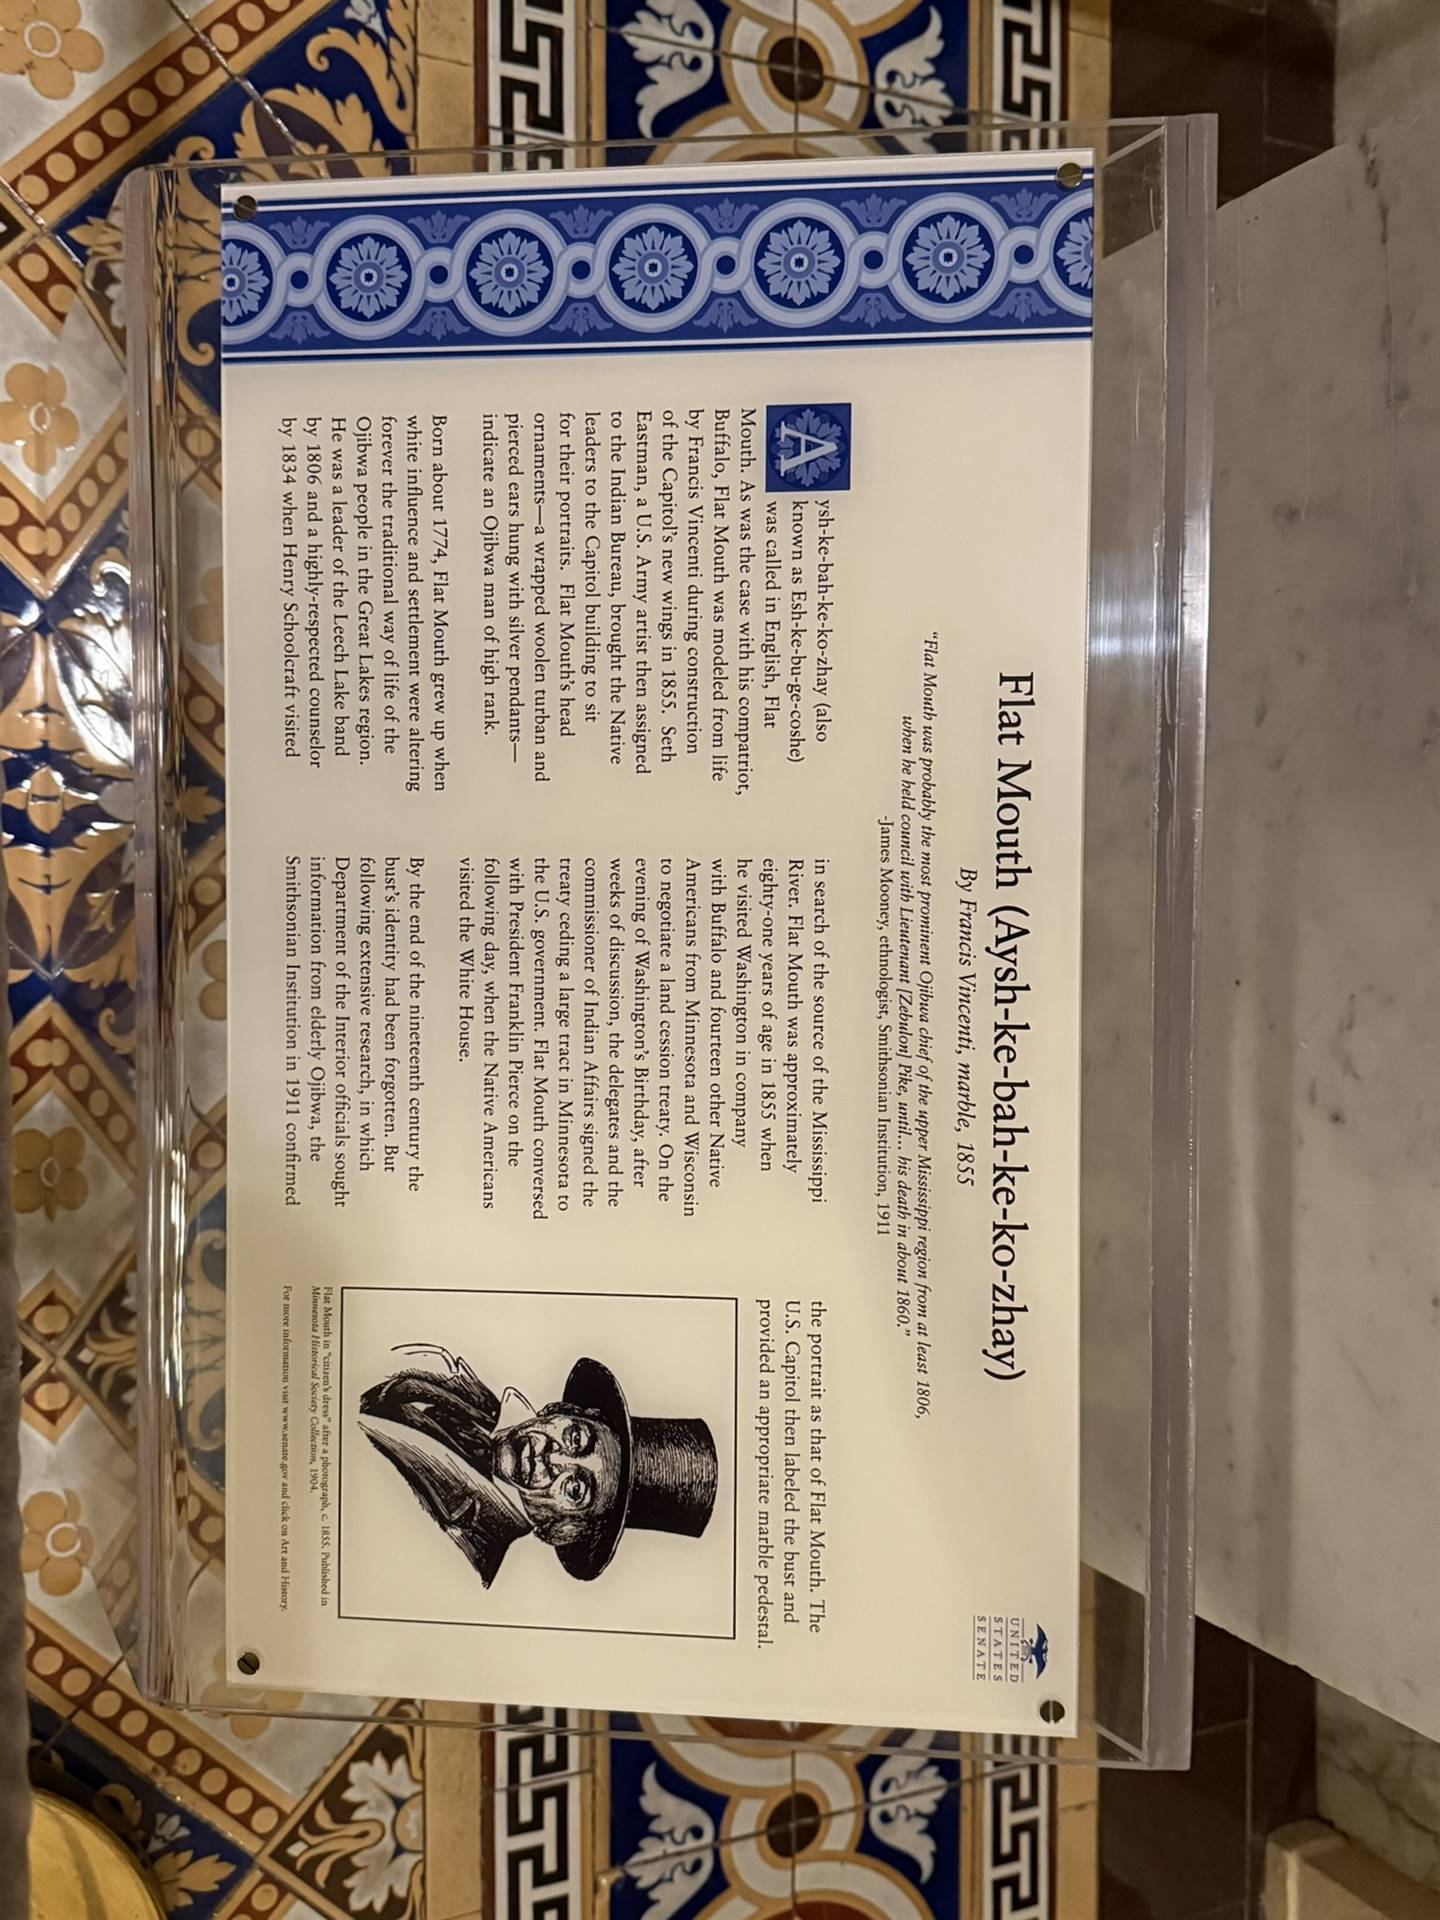 Flat Mouth (Aysh-ke-bah-ke-ko-zhay)
By Francis Vincenti, marble, 1855
"Flat Mouth was probably the most prominent Ojibwa chief of the upper Mississippi region from at least 1806,
when he held council with Lieutenant [Zebulon] Pike, until... his death in about 1860."
-James Mooney, ethnologist, Smithsonian Institution, 1911
UNITED
STATES
SENATE
Aysh-ke-bah-ke-ko-zhay (also
known as Esh-ke-bu-ge-coshe)
was called in English, Flat
Mouth. As was the case with his compatriot,
Buffalo, Flat Mouth was modeled from life
by Francis Vincenti during construction
of the Capitol's new wings in 1855. Seth
Eastman, a U.S. Army artist then assigned
to the Indian Bureau, brought the Native
leaders to the Capitol building to sit
for their portraits. Flat Mouth's head
ornaments—a wrapped woolen turban and
pierced ears hung with silver pendants—
indicate an Ojibwa man of high rank.
Born about 1774, Flat Mouth grew up when
white influence and settlement were altering
forever the traditional way of life of the
Ojibwa people in the Great Lakes region.
He was a leader of the Leech Lake band
by 1806 and a highly-respected counselor
by 1834 when Henry Schoolcraft visited
in search of the source of the Mississippi
River. Flat Mouth was approximately
eighty-one years of age in 1855 when
he visited Washington in company
with Buffalo and fourteen other Native
Americans from Minnesota and Wisconsin
to negotiate a land cession treaty. On the
evening of Washington's Birthday, after
weeks of discussion, the delegates and the
commissioner of Indian Affairs signed the
treaty ceding a large tract in Minnesota to
the U.S. government. Flat Mouth conversed
with President Franklin Pierce on the
following day, when the Native Americans
visited the White House.
By the end of the nineteenth century the
bust's identity had been forgotten. But
following extensive research, in which
Department of the Interior officials sought
information from elderly Ojibwa, the
Smithsonian Institution in 1911 confirmed
the portrait as that of Flat Mouth. The
U.S. Capitol then labeled the bust and
provided an appropriate marble pedestal.
Flat Mouth in "citizen's dress" after a photograph, c. 1855. Published in
Minnesota Historical Society Collection, 1904.
For more information visit www.senate.gov and click on Art and History.